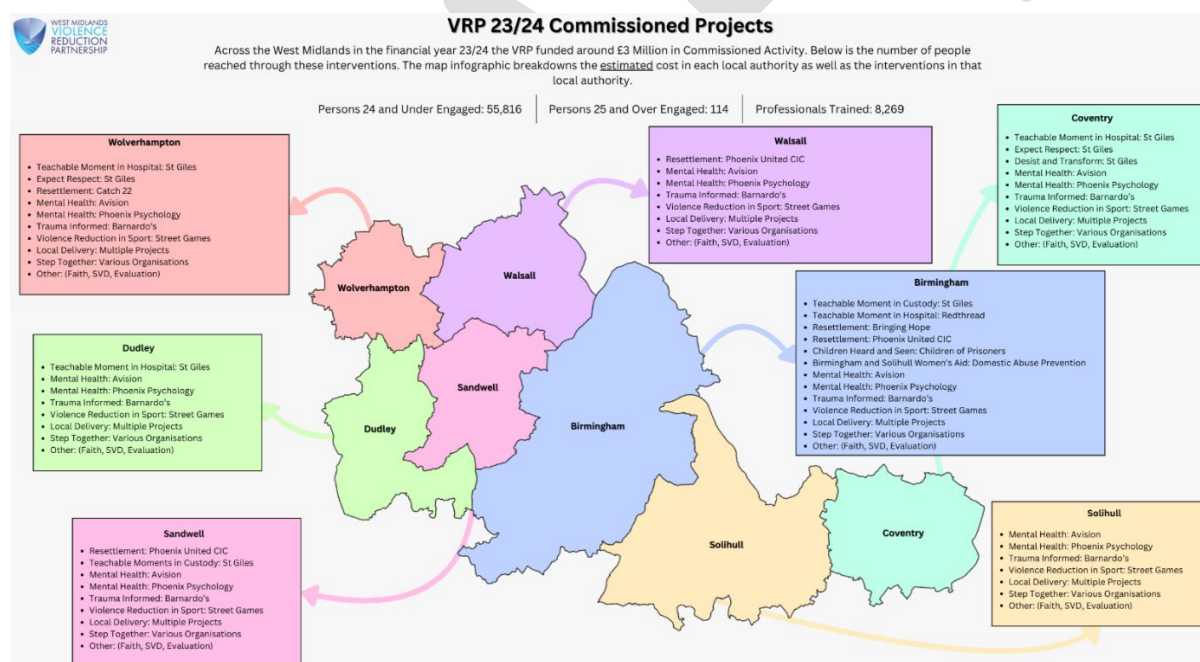 WEST MIDLANDS
VIOLENCE
REDUCTION
PARTNERSHIP
VRP 23/24 Commissioned Projects
Across the West Midlands in the financial year 23/24 the VRP funded around £3 Million in Commissioned Activity. Below is the number of people
reached through these interventions. The map infographic breakdowns the estimated cost in each local authority as well as the interventions in that
local authority.
Persons 24 and Under Engaged: 55,816
Persons 25 and Over Engaged: 114
Professionals Trained: 8,269
Wolverhampton
• Teachable Moment in Hospital: St Giles
• Expect Respect: St Giles
• Resettlement: Catch 22
• Mental Health: Avision
• Mental Health: Phoenix Psychology
• Trauma Informed: Barnardo's
• Violence Reduction in Sport: Street Games
• Local Delivery: Multiple Projects
• Step Together: Various Organisations
• Other: (Faith, SVD, Evaluation)
Walsall
• Resettlement: Phoenix United CIC
• Mental Health: Avision
• Mental Health: Phoenix Psychology
• Trauma Informed: Barnardo's
• Violence Reduction in Sport: Street Games
• Local Delivery: Multiple Projects
• Step Together: Various Organisations
• Other: (Faith, SVD, Evaluation)
Coventry
• Teachable Moment in Hospital: St Giles
• Expect Respect: St Giles
• Desist and Transform: St Giles
• Mental Health: Avision
• Mental Health: Phoenix Psychology
• Trauma Informed: Barnardo's
• Violence Reduction in Sport: Street Games
• Local Delivery: Multiple Projects
• Step Together: Various Organisations
• Other: (Faith, SVD, Evaluation)
Birmingham
• Teachable Moment in Custody: St Giles
• Teachable Moment in Hospital: Redthread
• Resettlement: Bringing Hope
• Resettlement: Phoenix United CIC
• Children Heard and Seen: Children of Prisoners
• Birmingham and Solihull Women's Aid: Domestic Abuse Prevention
• Mental Health: Avision
• Mental Health: Phoenix Psychology
• Trauma Informed: Barnardo's
• Violence Reduction in Sport: Street Games
• Local Delivery: Multiple Projects
• Step Together: Various Organisations
• Other: (Faith, SVD, Evaluation)
Dudley
• Teachable Moment in Hospital: St Giles
• Mental Health: Avision
• Mental Health: Phoenix Psychology
• Trauma Informed: Barnardo's
• Violence Reduction in Sport: Street Games
• Local Delivery: Multiple Projects
• Step Together: Various Organisations
• Other: (Faith, SVD, Evaluation)
Wolverhampton
Walsall
Sandwell
Dudley
Birmingham
Solihull
Coventry
Sandwell
• Resettlement: Phoenix United CIC
• Teachable Moments in Custody: St Giles
• Mental Health: Avision
• Mental Health: Phoenix Psychology
• Trauma Informed: Barnardo's
• Violence Reduction in Sport: Street Games
• Local Delivery: Multiple Projects
• Step Together: Various Organisations
• Other: (Faith, SVD, Evaluation)
Solihull
• Mental Health: Avision
• Mental Health: Phoenix Psychology
• Trauma Informed: Barnardo's
• Violence Reduction in Sport: Street Games
• Local Delivery: Multiple Projects
• Step Together: Various Organisations
• Other: (Faith, SVD, Evaluation)